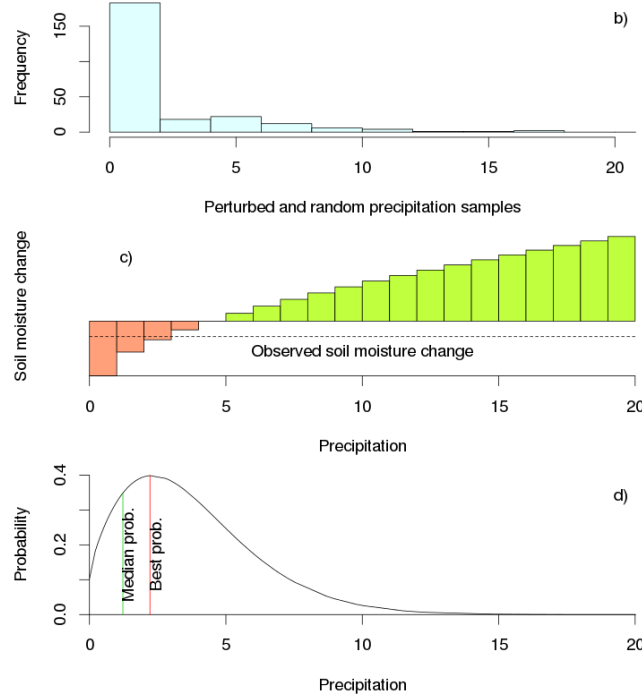 b)
Frequency
150
50
0
0 5 10 15 20
Perturbed and random precipitation samples
c)
Soil moisture change
Observed soil moisture change
0 5 10 15 20
Precipitation
d)
Probability
0.4
0.2
0.0
Median prob.
Best prob.
0 5 10 15 20
Precipitation